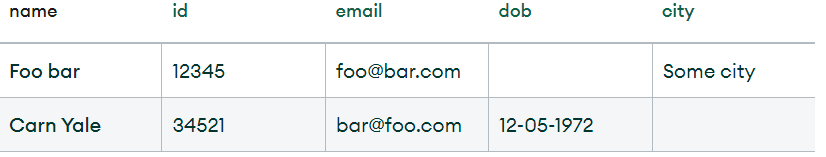 name id email dob city
Foo bar 12345 foo@bar.com Some city
Carn Yale 34521 bar@foo.com 12-05-1972